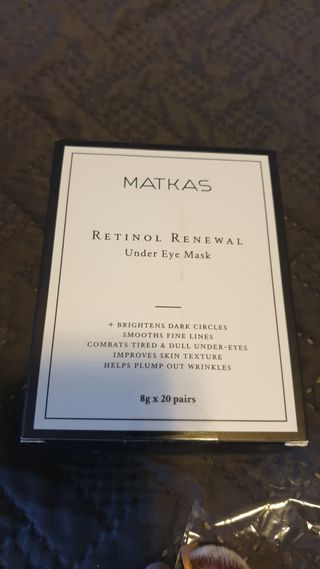 MATKAS
RETINOL RENEWAL
Under Eye Mask
+ BRIGHTENS DARK CIRCLES
SMOOTHS FINE LINES
COMBATS TIRED & DULL UNDER-EYES
IMPROVES SKIN TEXTURE
HELPS PLUMP OUT WRINKLES
8g x 20 pairs